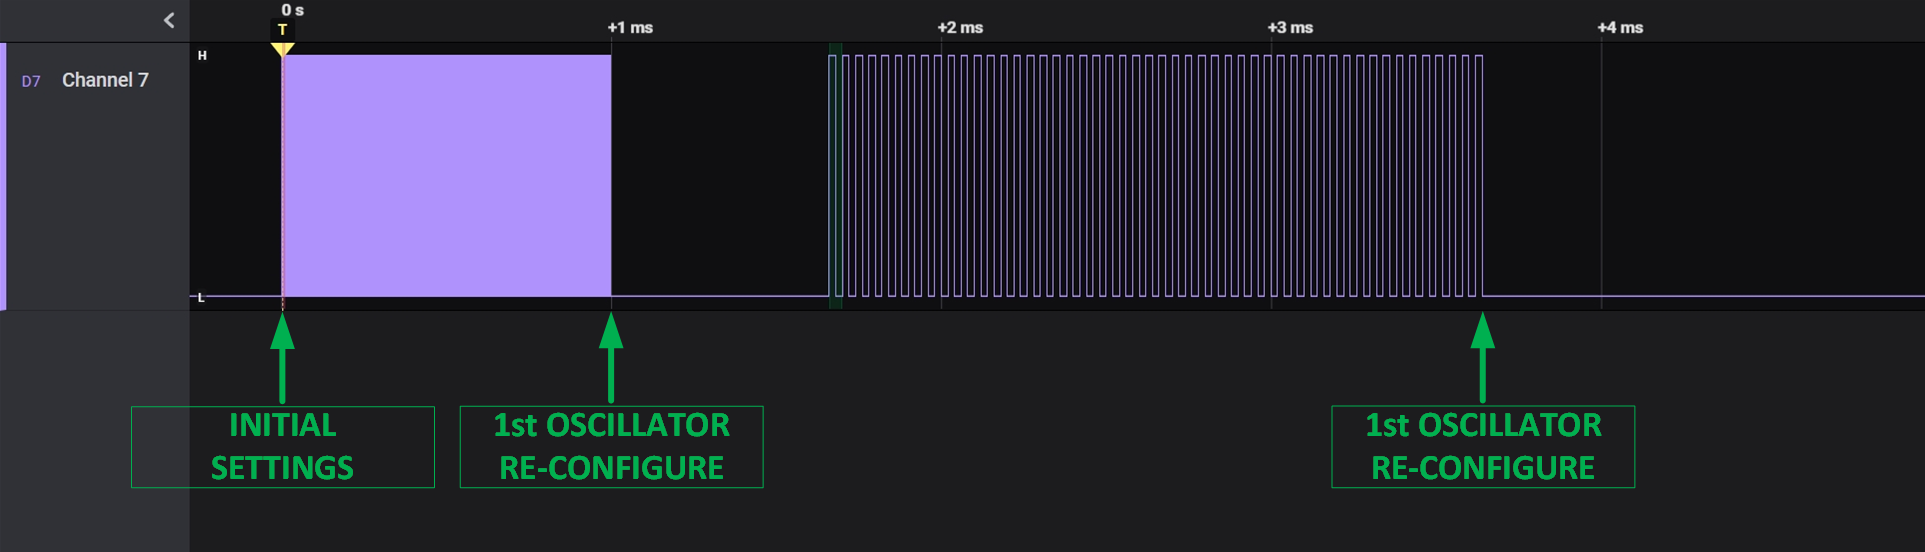 0 s
T
+1 ms
+2 ms
+3 ms
+4 ms
H
D7 Channel 7
L
INITIAL
SETTINGS
1st OSCILLATOR
RE-CONFIGURE
1st OSCILLATOR
RE-CONFIGURE